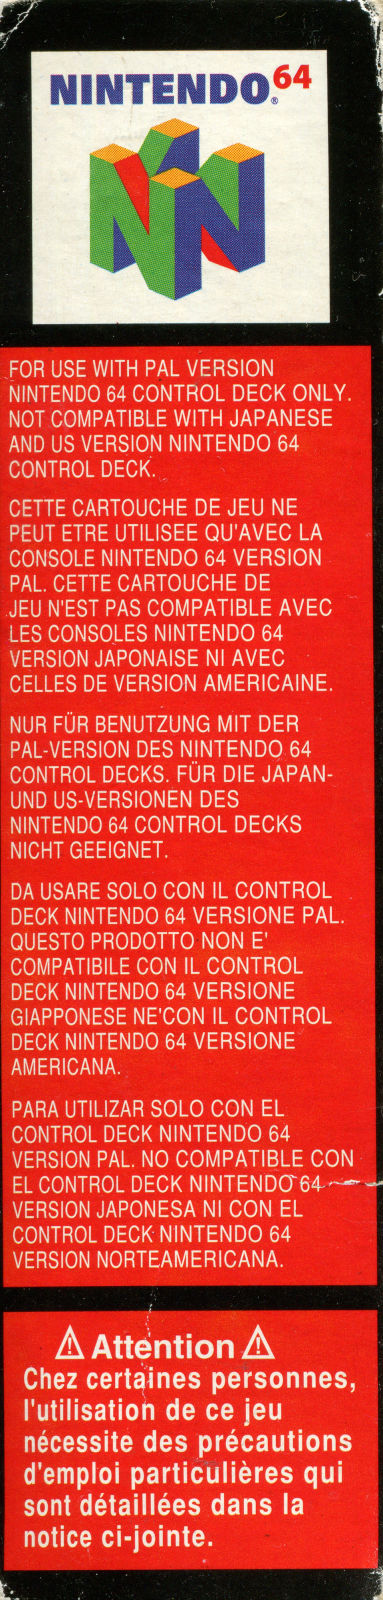 NINTENDO®64
FOR USE WITH PAL VERSION
NINTENDO 64 CONTROL DECK ONLY.
NOT COMPATIBLE WITH JAPANESE
AND US VERSION NINTENDO 64
CONTROL DECK.
CETTE CARTOUCHE DE JEU NE
PEUT ETRE UTILISEE QU'AVEC LA
CONSOLE NINTENDO 64 VERSION
PAL. CETTE CARTOUCHE DE
JEU N'EST PAS COMPATIBLE AVEC
LES CONSOLES NINTENDO 64
VERSION JAPONAISE NI AVEC
CELLES DE VERSION AMERICAINE.
NUR FÜR BENUTZUNG MIT DER
PAL-VERSION DES NINTENDO 64
CONTROL DECKS. FÜR DIE JAPAN-
UND US-VERSIONEN DES
NINTENDO 64 CONTROL DECKS
NICHT GEEIGNET.
DA USARE SOLO CON IL CONTROL
DECK NINTENDO 64 VERSIONE PAL.
QUESTO PRODOTTO NON E'
COMPATIBILE CON IL CONTROL
DECK NINTENDO 64 VERSIONE
GIAPPONESE NE'CON IL CONTROL
DECK NINTENDO 64 VERSIONE
AMERICANA.
PARA UTILIZAR SOLO CON EL
CONTROL DECK NINTENDO 64
VERSION PAL. NO COMPATIBLE CON
EL CONTROL DECK NINTENDO 64
VERSION JAPONESA NI CON EL
CONTROL DECK NINTENDO 64
VERSION NORTEAMERICANA.
⚠ Attention ⚠
Chez certaines personnes,
l'utilisation de ce jeu
nécessite des précautions
d'emploi particulières qui
sont détaillées dans la
notice ci-jointe.